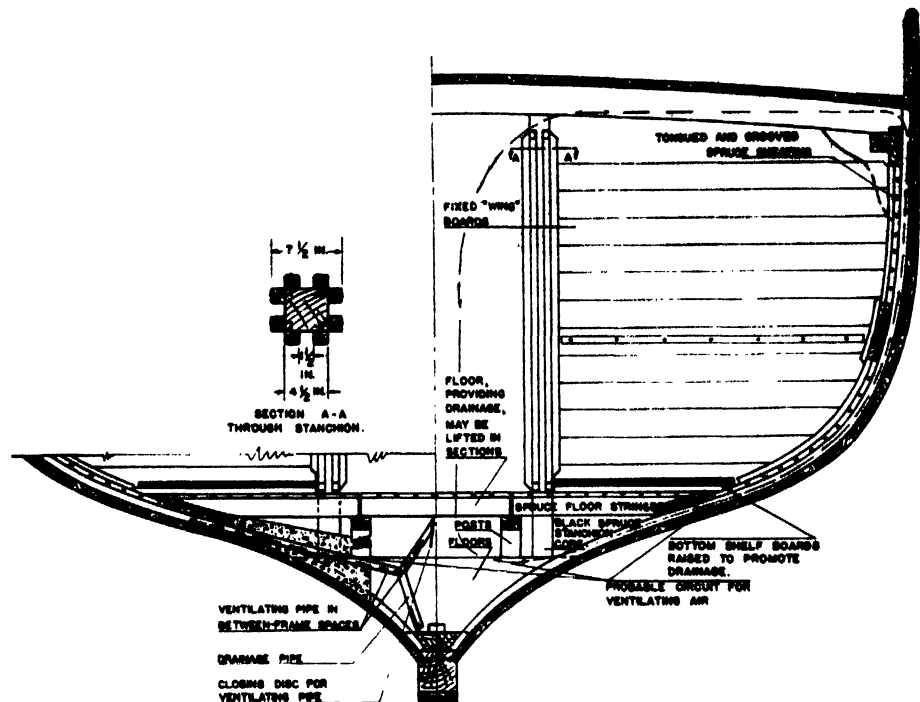 TONGUED AND GROOVED
SPRUCE SHEATHING
A
A
FIXED "WING"
BOARDS
7 1/2 IN.
1 1/2
IN.
4 1/2 IN.
SECTION A-A
THROUGH STANCHION.
FLOOR,
PROVIDING
DRAINAGE,
MAY BE
LIFTED IN
SECTIONS
SPRUCE FLOOR STRINGERS
POSTS
FLOORS
BLACK SPRUCE
STANCHION
CORE
BOTTOM SHELF BOARDS
RAISED TO PROMOTE
DRAINAGE.
PROBABLE CIRCUIT FOR
VENTILATING AIR
VENTILATING PIPE IN
BETWEEN-FRAME SPACES
DRAINAGE PIPE
CLOSING DISC FOR
VENTILATING PIPE